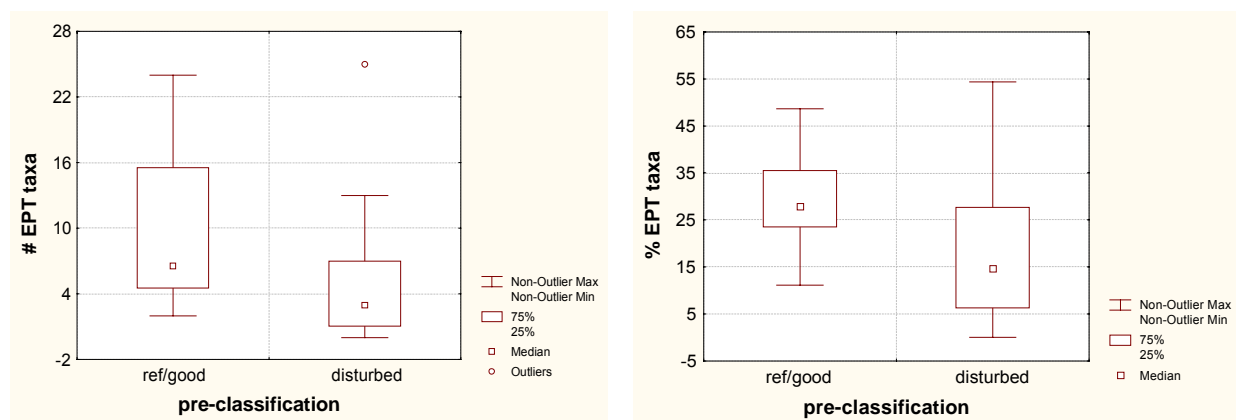 # EPT taxa
28
22
16
10
4
-2
ref/good
disturbed
pre-classification
Non-Outlier Max
Non-Outlier Min
75%
25%
Median
Outliers
% EPT taxa
65
55
45
35
25
15
5
-5
ref/good
disturbed
pre-classification
Non-Outlier Max
Non-Outlier Min
75%
25%
Median